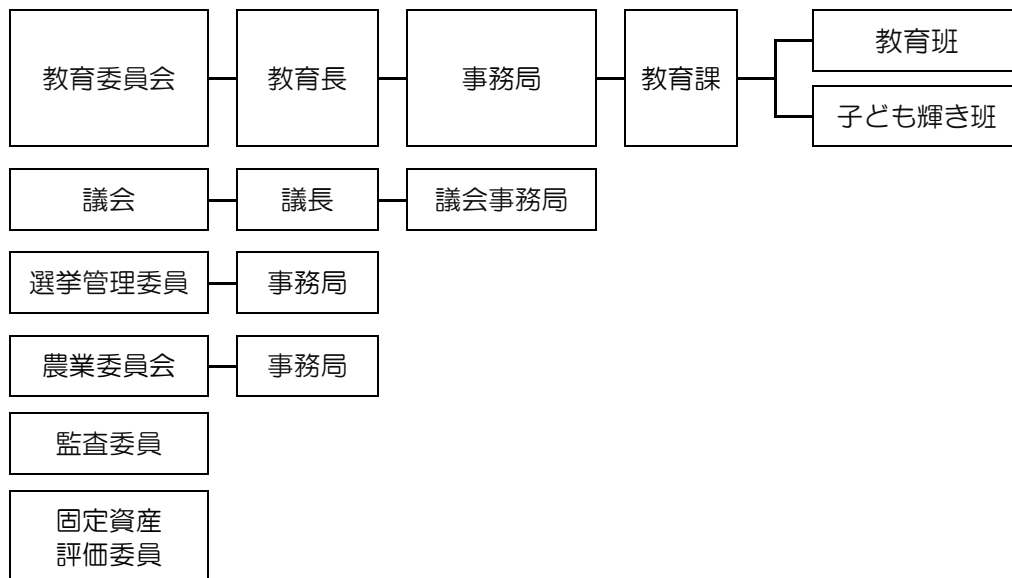 教育委員会
教育長
事務局
教育課
教育班
子ども輝き班
議会
議長
議会事務局
選挙管理委員
事務局
農業委員会
事務局
監査委員
固定資産
評価委員